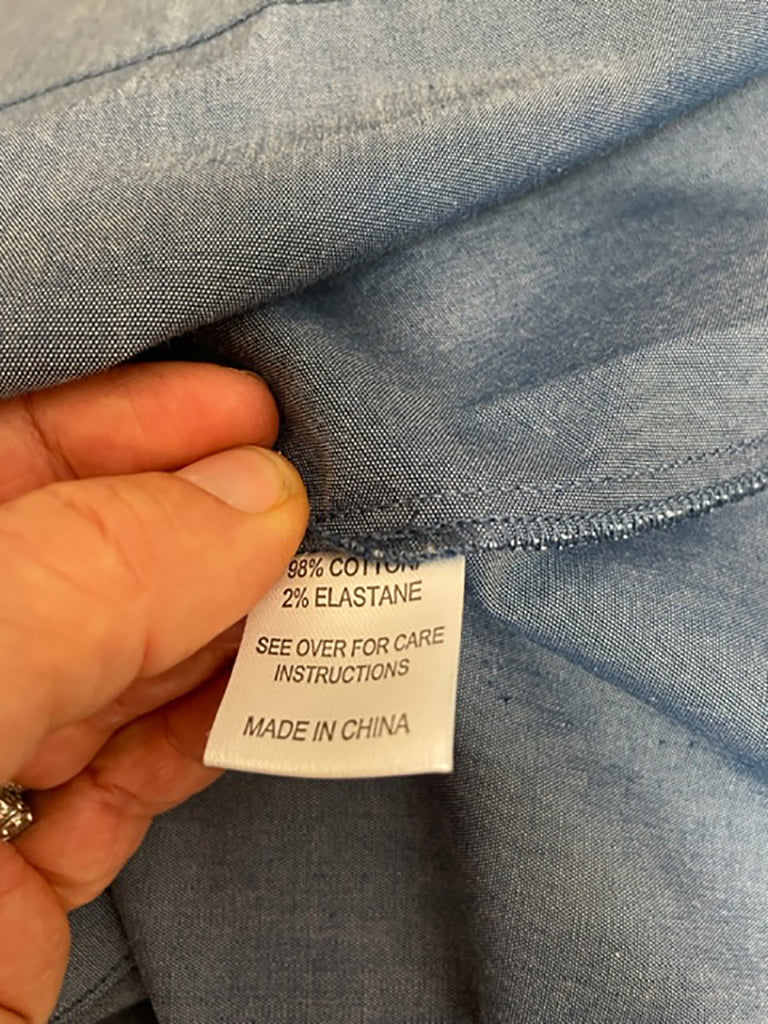 98% COTTON
2% ELASTANE
SEE OVER FOR CARE
INSTRUCTIONS
MADE IN CHINA